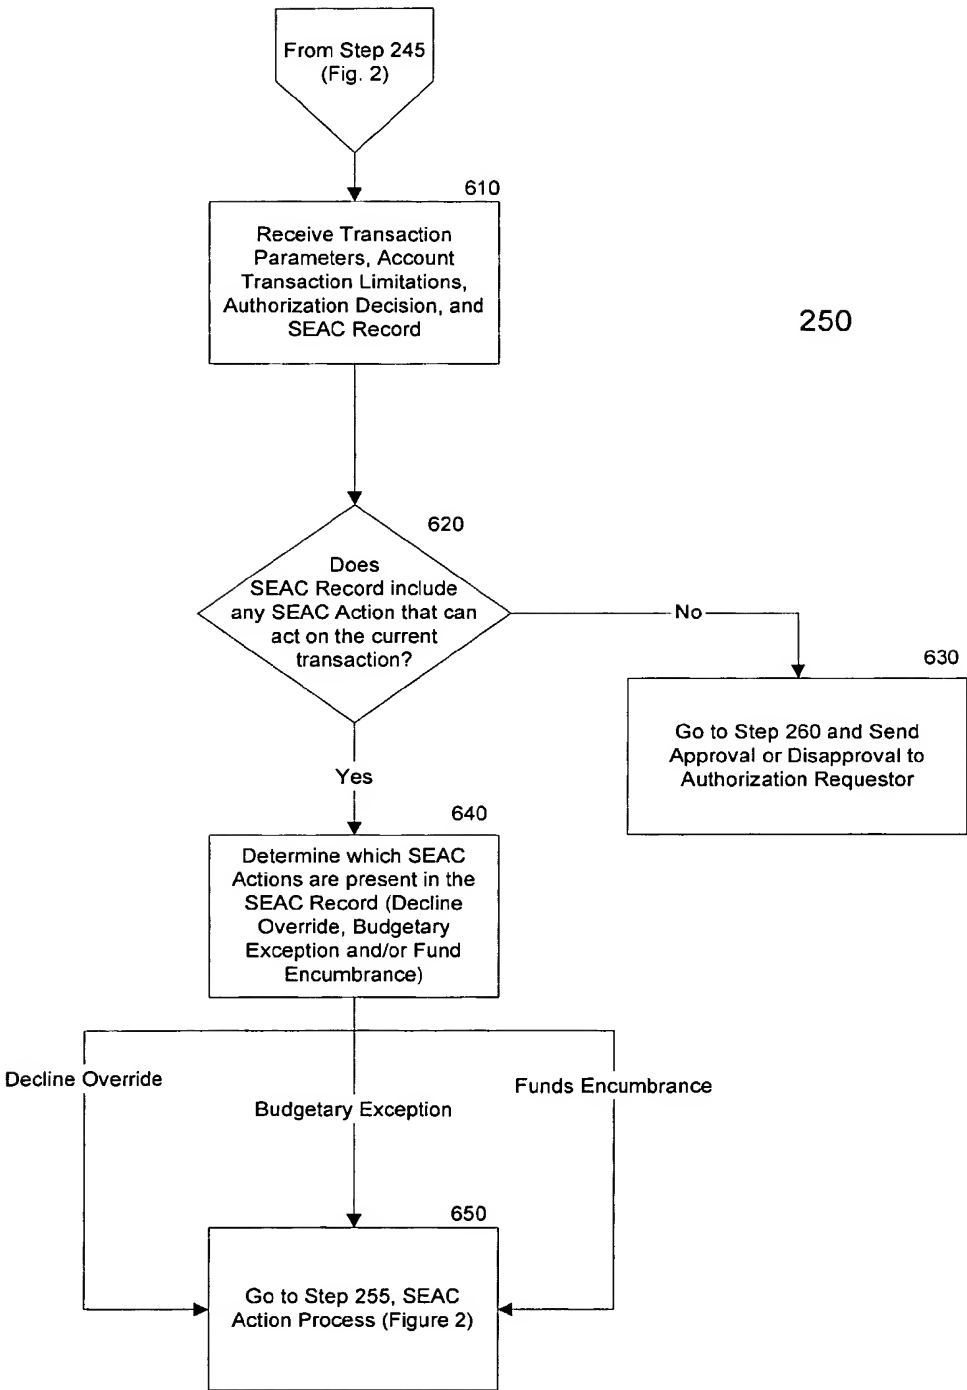 From Step 245
(Fig. 2)
610
Receive Transaction
Parameters, Account
Transaction Limitations,
Authorization Decision, and
SEAC Record
250
620
Does
SEAC Record include
any SEAC Action that can
act on the current
transaction?
No
630
Go to Step 260 and Send
Approval or Disapproval to
Authorization Requestor
Yes
640
Determine which SEAC
Actions are present in the
SEAC Record (Decline
Override, Budgetary
Exception and/or Fund
Encumbrance)
Decline Override
Budgetary Exception
Funds Encumbrance
650
Go to Step 255, SEAC
Action Process (Figure 2)